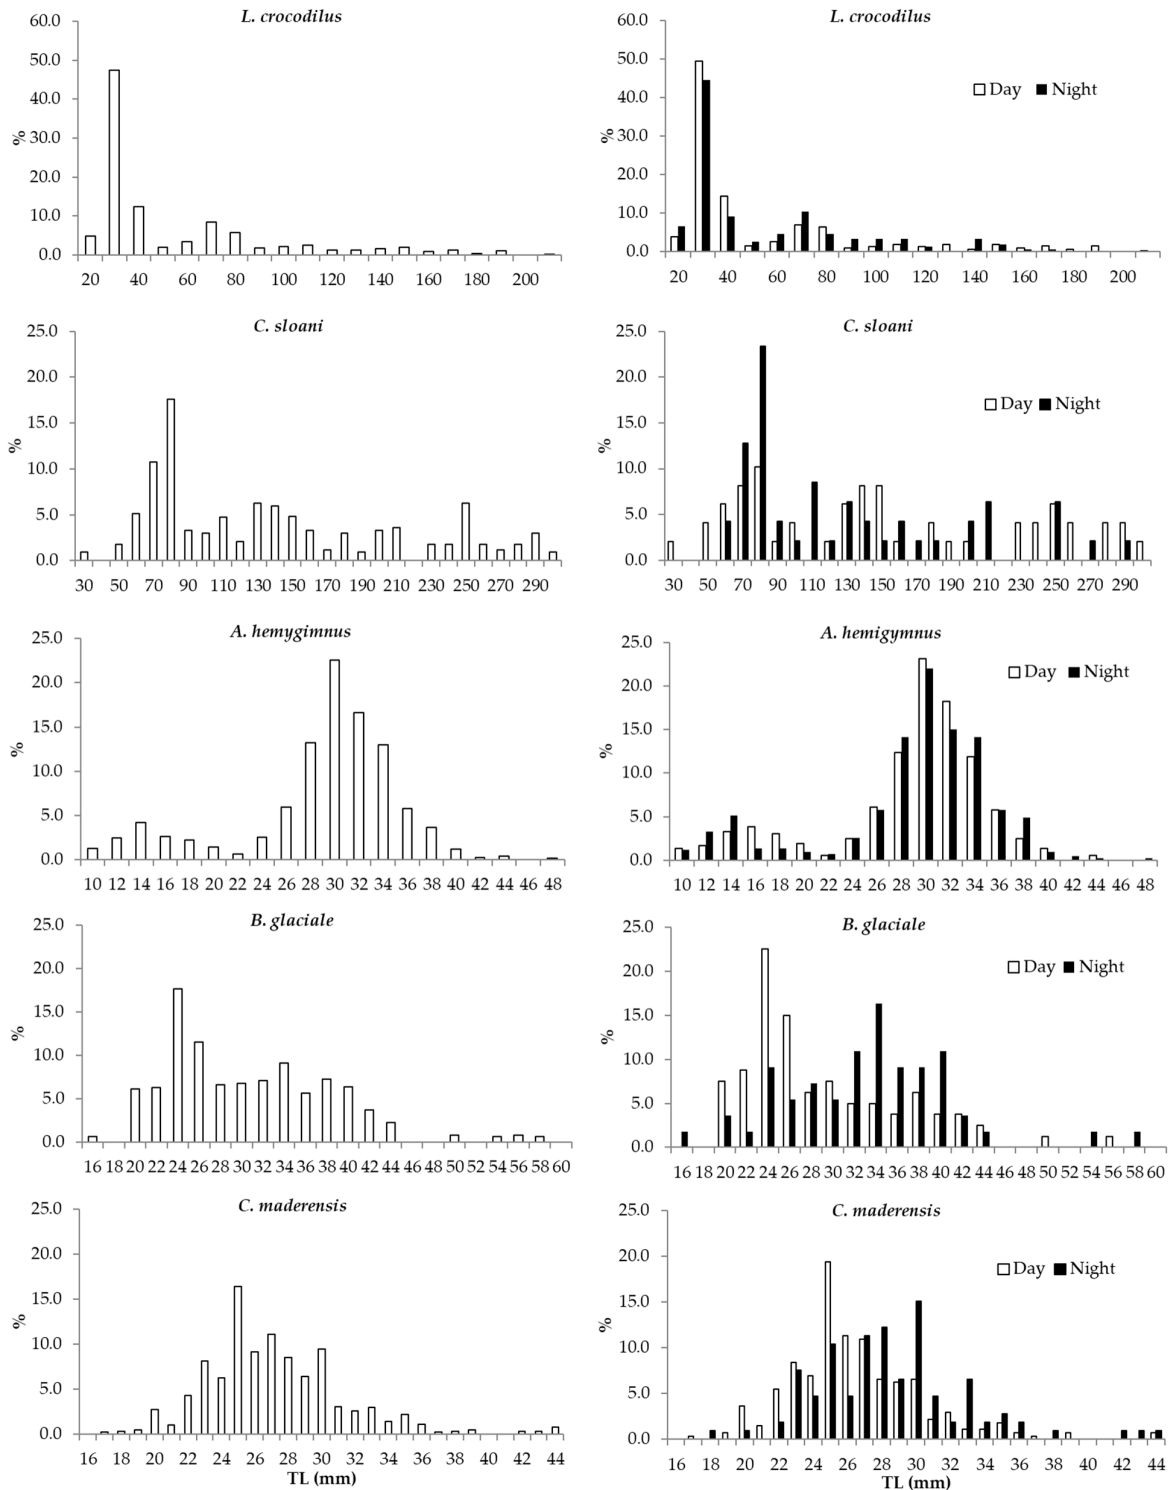 L. crocodilus
60.0
50.0
40.0
30.0
20.0
10.0
0.0
%
20 40 60 80 100 120 140 160 180 200
L. crocodilus
Day Night
60.0
50.0
40.0
30.0
20.0
10.0
0.0
%
20 40 60 80 100 120 140 160 180 200
C. sloani
25.0
20.0
15.0
10.0
5.0
0.0
%
30 50 70 90 110 130 150 170 190 210 230 250 270 290
C. sloani
Day Night
25.0
20.0
15.0
10.0
5.0
0.0
%
30 50 70 90 110 130 150 170 190 210 230 250 270 290
A. hemygimnus
25.0
20.0
15.0
10.0
5.0
0.0
%
10 12 14 16 18 20 22 24 26 28 30 32 34 36 38 40 42 44 46 48
A. hemigymnus
Day Night
25.0
20.0
15.0
10.0
5.0
0.0
%
10 12 14 16 18 20 22 24 26 28 30 32 34 36 38 40 42 44 46 48
B. glaciale
25.0
20.0
15.0
10.0
5.0
0.0
%
16 18 20 22 24 26 28 30 32 34 36 38 40 42 44 46 48 50 52 54 56 58 60
B. glaciale
Day Night
25.0
20.0
15.0
10.0
5.0
0.0
%
16 18 20 22 24 26 28 30 32 34 36 38 40 42 44 46 48 50 52 54 56 58 60
C. maderensis
25.0
20.0
15.0
10.0
5.0
0.0
%
16 18 20 22 24 26 28 30 32 34 36 38 40 42 44
TL (mm)
C. maderensis
Day Night
25.0
20.0
15.0
10.0
5.0
0.0
%
16 18 20 22 24 26 28 30 32 34 36 38 40 42 44
TL (mm)